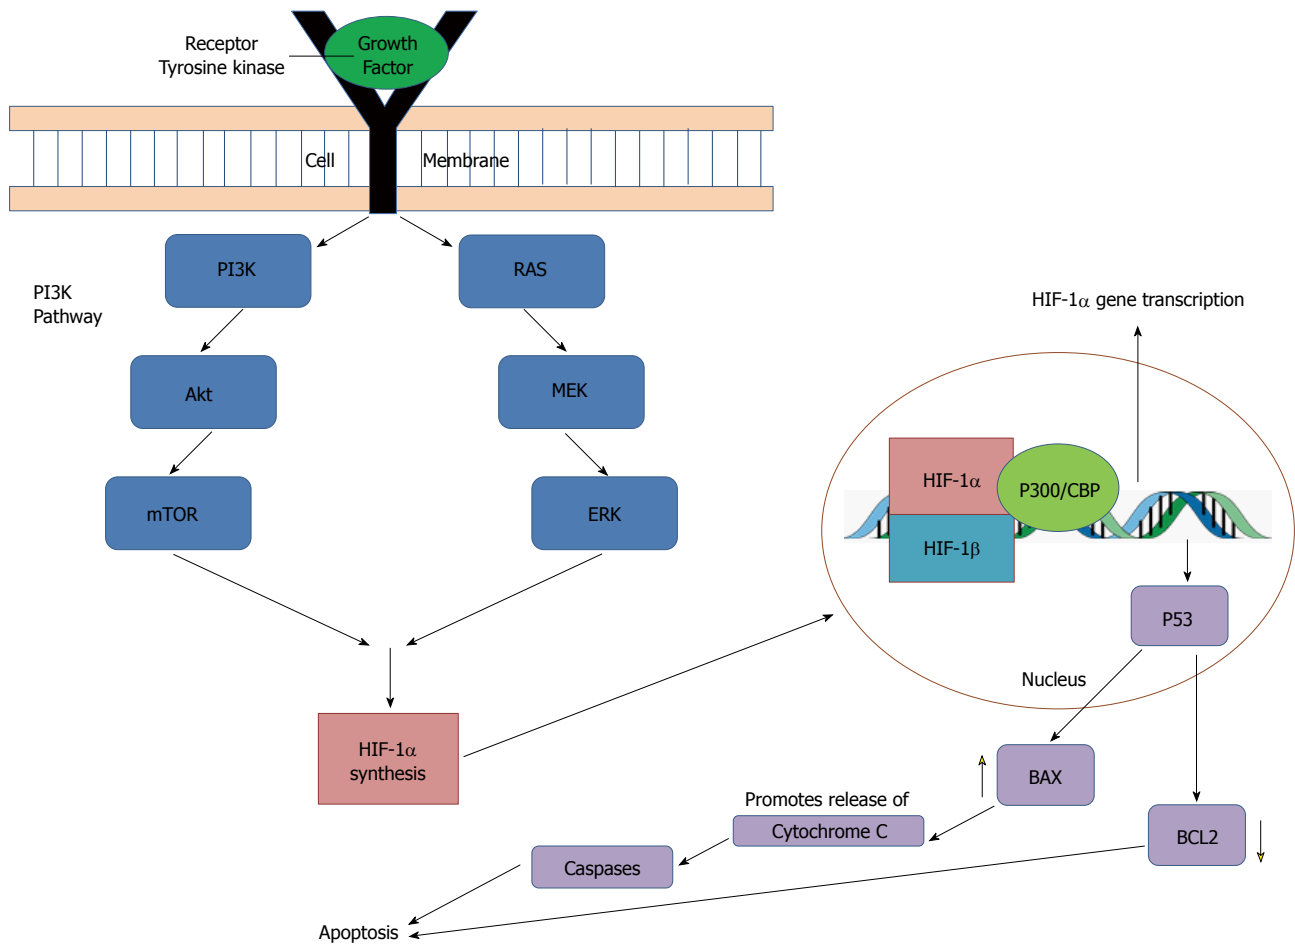 Receptor
Tyrosine kinase
Growth
Factor
Cell
Membrane
PI3K
RAS
PI3K
Pathway
HIF-1α gene transcription
Akt
MEK
HIF-1α
P300/CBP
mTOR
ERK
HIF-1β
P53
Nucleus
HIF-1α
synthesis
BAX
Promotes release of
Cytochrome C
BCL2
Caspases
Apoptosis